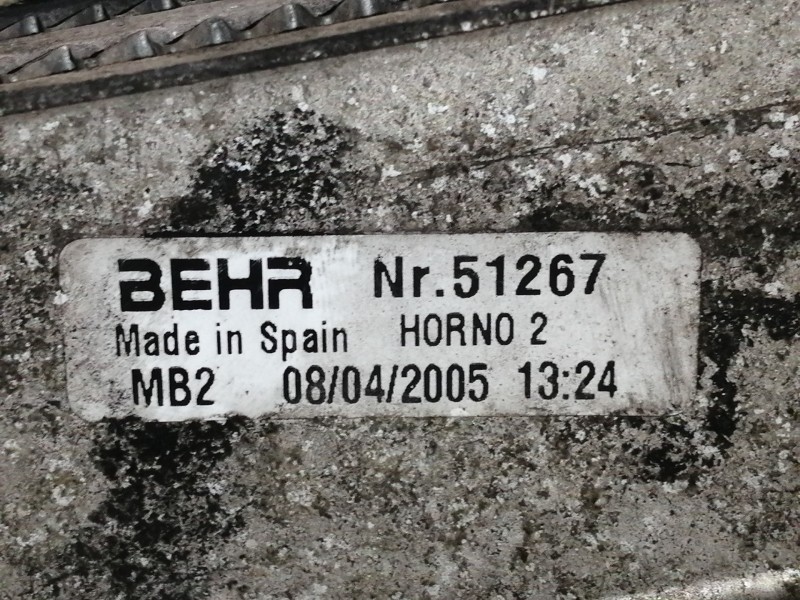 BEHR Nr.51267
Made in Spain HORNO 2
MB2 08/04/2005 13:24